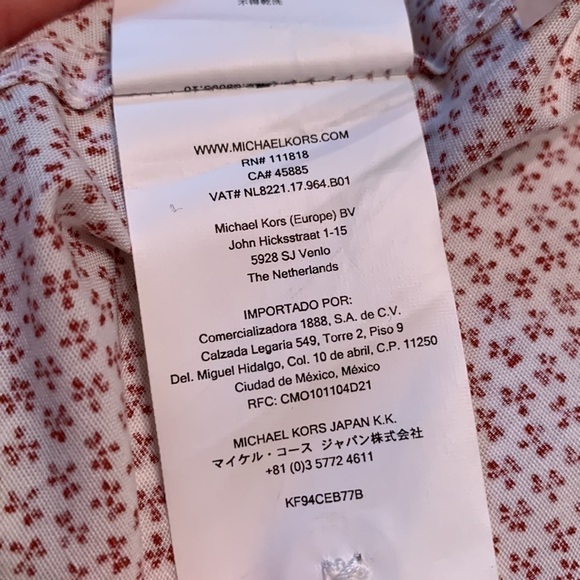 WWW.MICHAELKORS.COM
RN# 111818
CA# 45885
VAT# NL8221.17.964.B01
Michael Kors (Europe) BV
John Hicksstraat 1-15
5928 SJ Venlo
The Netherlands
IMPORTADO POR:
Comercializadora 1888, S.A. de C.V.
Calzada Legaria 549, Torre 2, Piso 9
Del. Miguel Hidalgo, Col. 10 de abril, C.P. 11250
Ciudad de México, México
RFC: CMO101104D21
MICHAEL KORS JAPAN K.K.
マイケル・コース ジャパン株式会社
+81 (0)3 5772 4611
KF94CEB77B